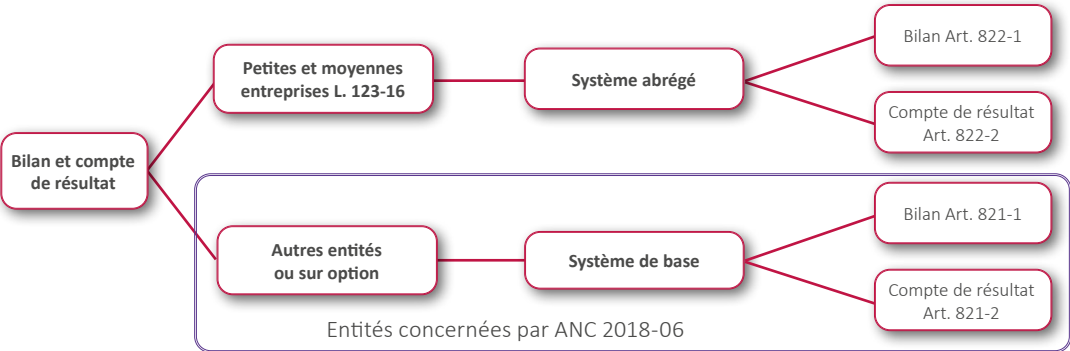 Bilan et compte
de résultat
Petites et moyennes
entreprises L. 123-16
Système abrégé
Bilan Art. 822-1
Compte de résultat
Art. 822-2
Autres entités
ou sur option
Système de base
Bilan Art. 821-1
Compte de résultat
Art. 821-2
Entités concernées par ANC 2018-06